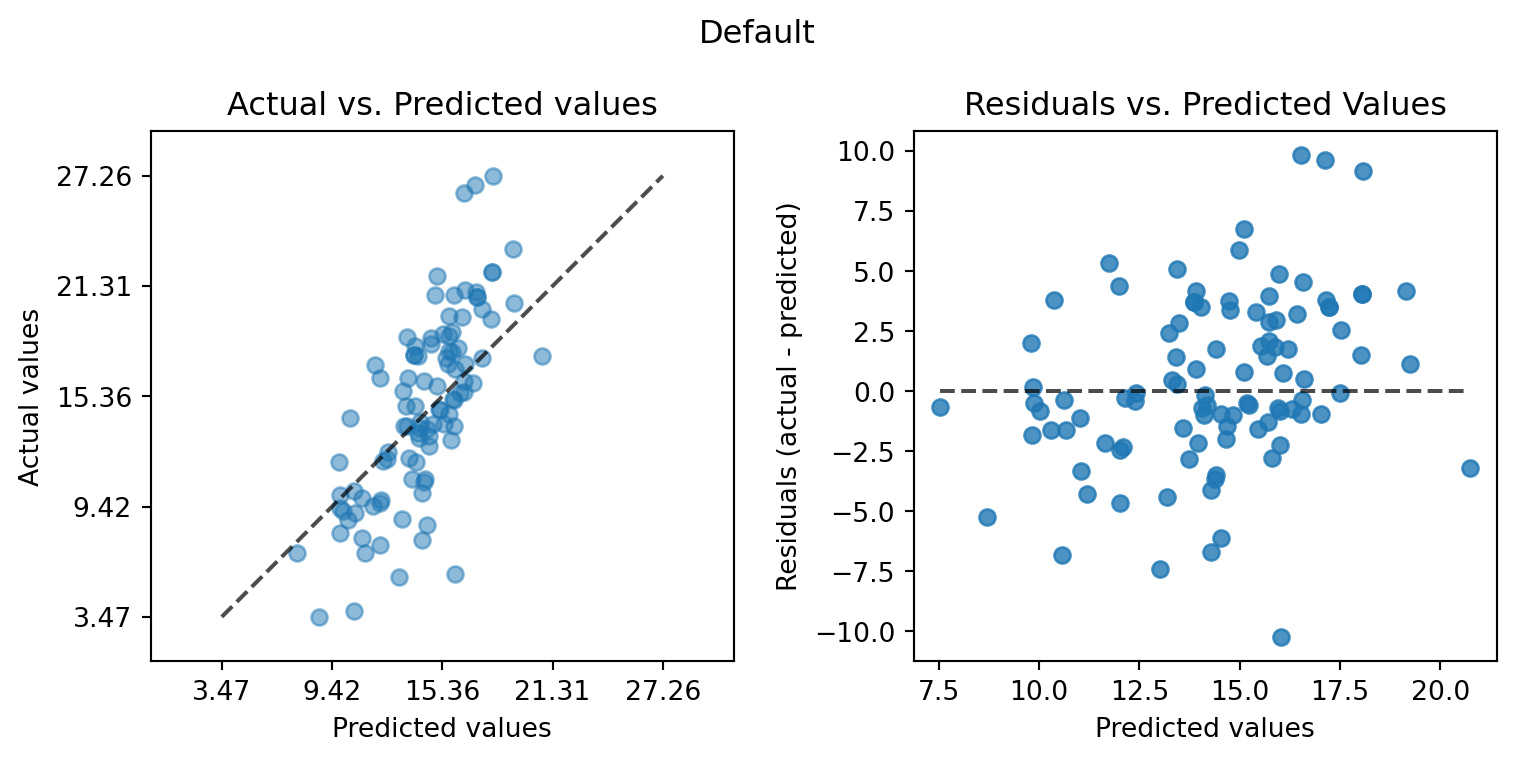 Default
Actual vs. Predicted values
27.26
21.31
15.36
9.42
3.47
Actual values
3.47 9.42 15.36 21.31 27.26
Predicted values
Residuals vs. Predicted Values
10.0
7.5
5.0
2.5
0.0
−2.5
−5.0
−7.5
−10.0
Residuals (actual - predicted)
7.5 10.0 12.5 15.0 17.5 20.0
Predicted values